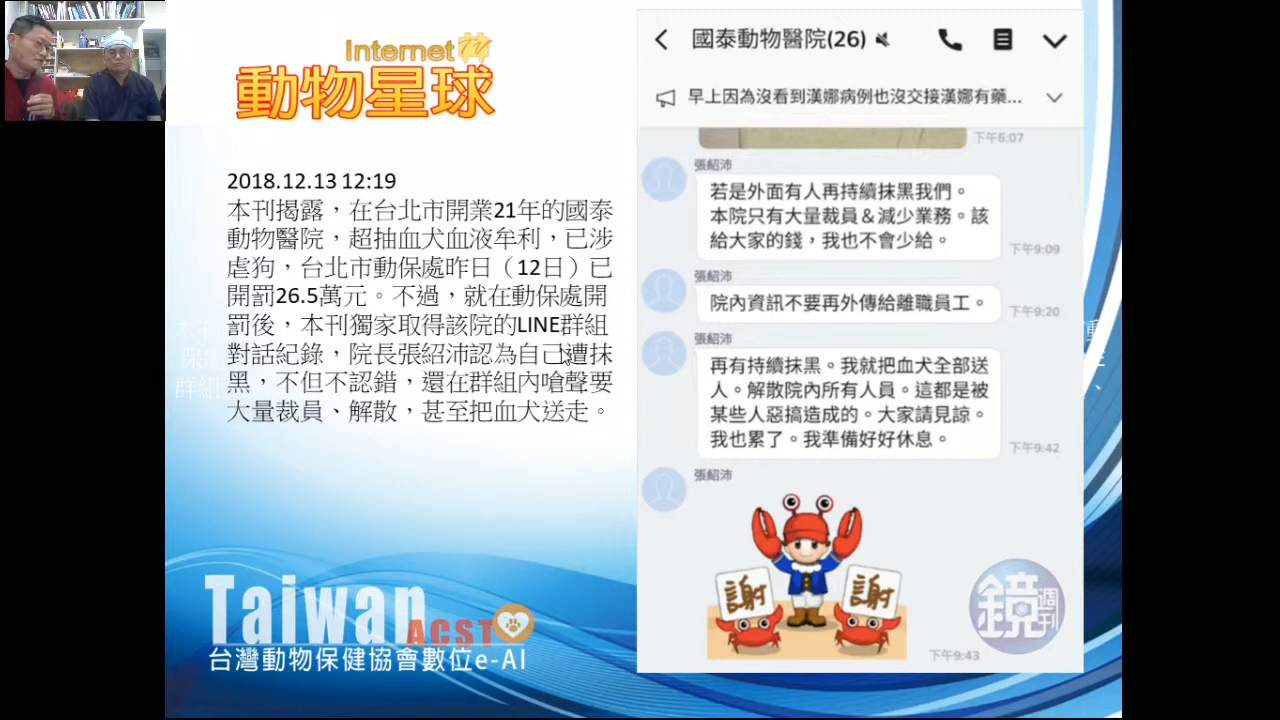 Internet TV
動物星球
2018.12.13 12:19
本刊揭露，在台北市開業21年的國泰
動物醫院，超抽血犬血液牟利，已涉
虐狗，台北市動保處昨日（12日）已
開罰26.5萬元。不過，就在動保處開
罰後，本刊獨家取得該院的LINE群組
對話紀錄，院長張紹沛認為自己遭抹
黑，不但不認錯，還在群組內嗆聲要
大量裁員、解散，甚至把血犬送走。
Taiwan
ACST
台灣動物保健協會數位e-AI
國泰動物醫院(26)
早上因為沒看到漢娜病例也沒交接漢娜有藥...
張紹沛
若是外面有人再持續抹黑我們。
本院只有大量裁員＆減少業務。該
給大家的錢，我也不會少給。
下午9:09
張紹沛
院內資訊不要再外傳給離職員工。
下午9:20
張紹沛
再有持續抹黑。我就把血犬全部送
人。解散院內所有人員。這都是被
某些人惡搞造成的。大家請見諒。
我也累了。我準備好好休息。
下午9:42
張紹沛
謝 謝
鏡週刊
下午9:43